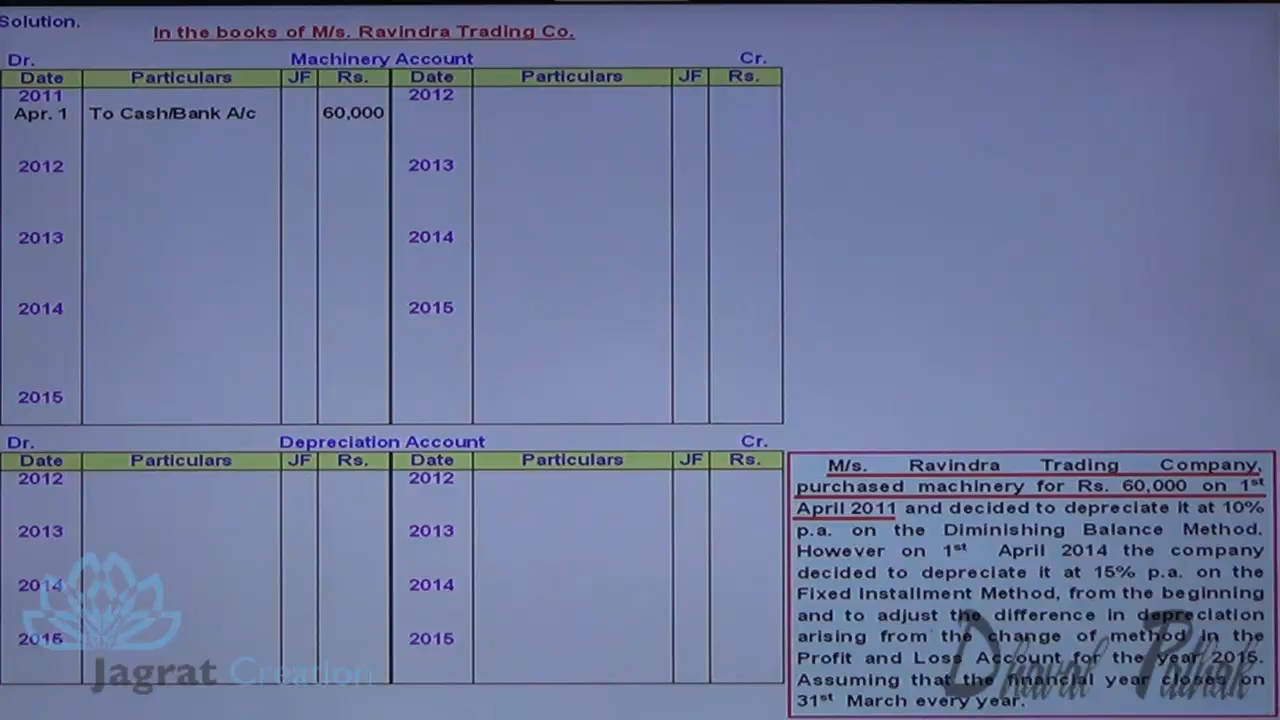 Solution.
In the books of M/s. Ravindra Trading Co.
Dr. Machinery Account Cr.
Date Particulars JF Rs. Date Particulars JF Rs.
2011 2012
Apr. 1 To Cash/Bank A/c 60,000
2012 2013
2013 2014
2014 2015
2015
Dr. Depreciation Account Cr.
Date Particulars JF Rs. Date Particulars JF Rs.
2012 2012
2013 2013
2014 2014
2015 2015
M/s. Ravindra Trading Company,
purchased machinery for Rs. 60,000 on 1st
April 2011 and decided to depreciate it at 10%
p.a. on the Diminishing Balance Method.
However on 1st April 2014 the company
decided to depreciate it at 15% p.a. on the
Fixed Installment Method, from the beginning
and to adjust the difference in depreciation
arising from the change of method in the
Profit and Loss Account for the year 2015.
Assuming that the financial year closes on
31st March every year.
Jagrat Creation
Dhaval Pathak